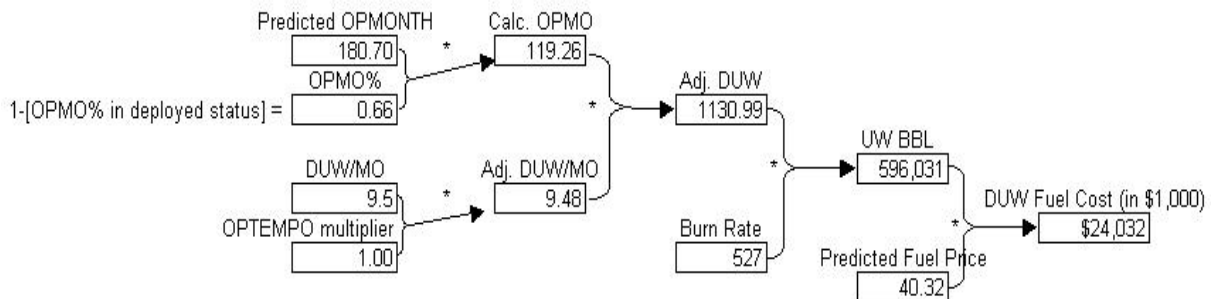 Predicted OPMONTH
180.70
*
Calc. OPMO
119.26
OPMO%
1-[OPMO% in deployed status] =
0.66
*
Adj. DUW
1130.99
DUW/MO
9.5
*
Adj. DUW/MO
9.48
OPTEMPO multiplier
1.00
*
UW BBL
596,031
Burn Rate
527
*
DUW Fuel Cost (in $1,000)
$24,032
Predicted Fuel Price
40.32